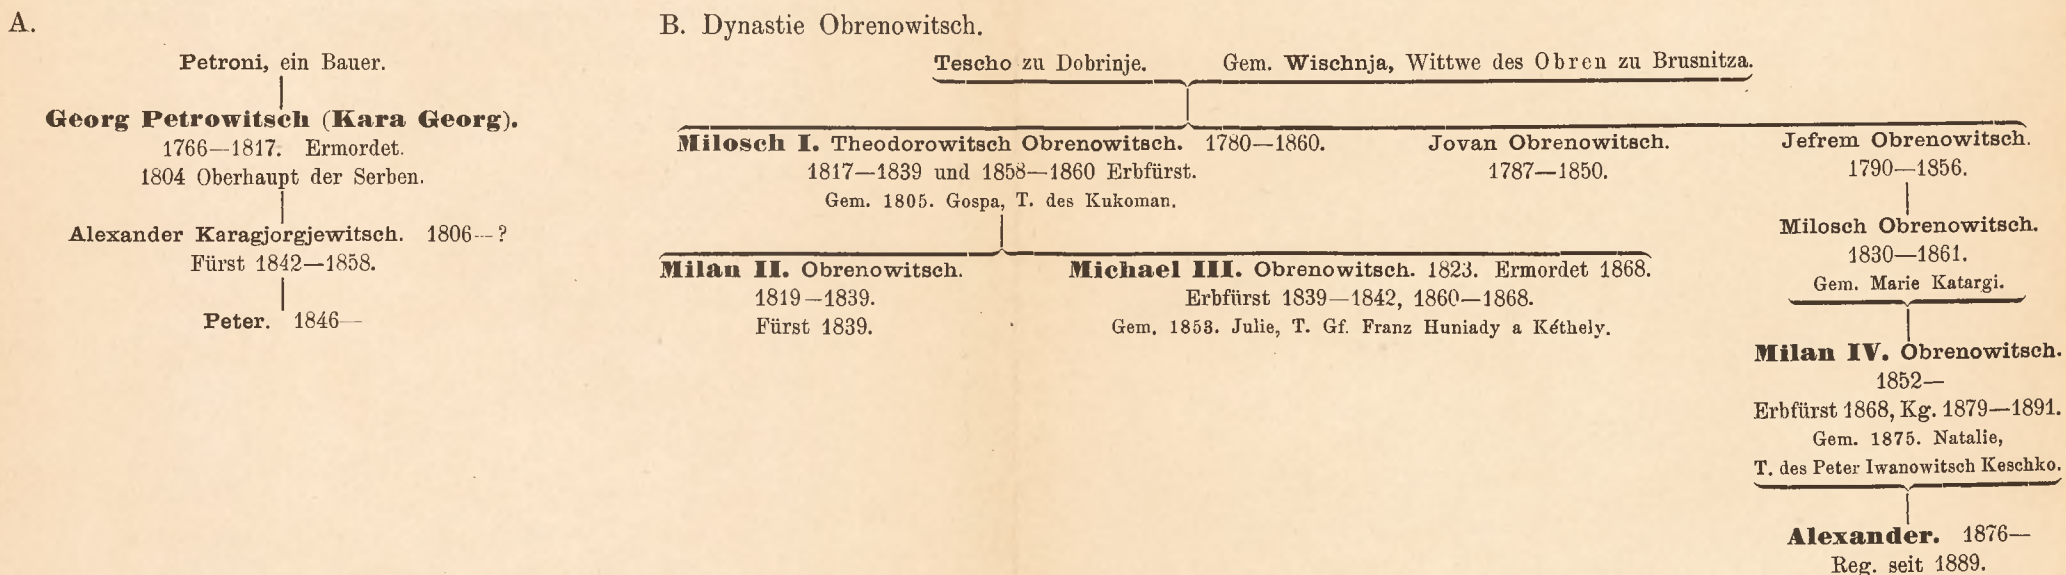 A.
Petroni, ein Bauer.
Georg Petrowitsch (Kara Georg).
1766—1817. Ermordet.
1804 Oberhaupt der Serben.
Alexander Karagjorgjewitsch. 1806—?
Fürst 1842—1858.
Peter. 1846—
B. Dynastie Obrenowitsch.
Tescho zu Dobrinje. Gem. Wischnja, Wittwe des Obren zu Brusnitza.
Milosch I. Theodorowitsch Obrenowitsch. 1780—1860.
1817—1839 und 1858—1860 Erbfürst.
Gem. 1805. Gospa, T. des Kukoman.
Jovan Obrenowitsch.
1787—1850.
Jefrem Obrenowitsch.
1790—1856.
Milosch Obrenowitsch.
1830—1861.
Gem. Marie Katargi.
Milan II. Obrenowitsch.
1819—1839.
Fürst 1839.
Michael III. Obrenowitsch. 1823. Ermordet 1868.
Erbfürst 1839—1842, 1860—1868.
Gem. 1853. Julie, T. Gf. Franz Huniady a Kéthely.
Milan IV. Obrenowitsch.
1852—
Erbfürst 1868, Kg. 1879—1891.
Gem. 1875. Natalie,
T. des Peter Iwanowitsch Keschko.
Alexander. 1876—
Reg. seit 1889.